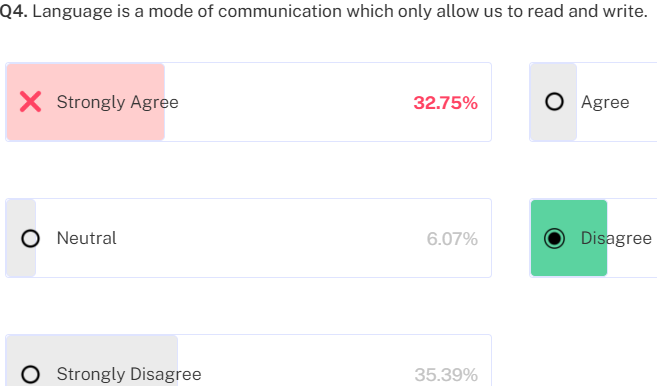 Q4. Language is a mode of communication which only allow us to read and write.
Strongly Agree 32.75%
Agree
Neutral 6.07%
Disagree
Strongly Disagree 35.39%